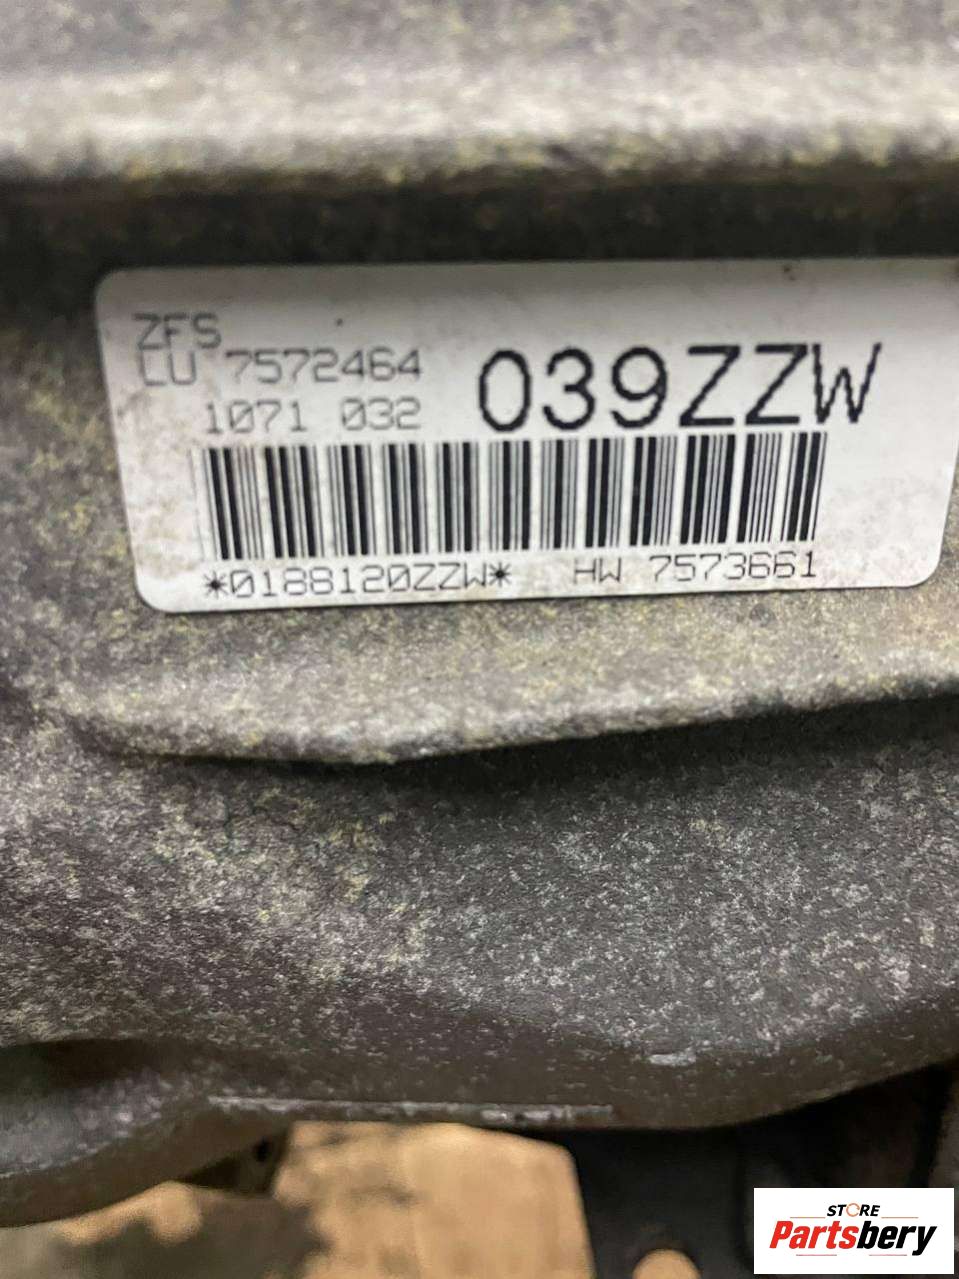 ZFS
LU 7572464
039ZZW
1071 032
*0188120ZZW* HW 7573661
STORE
Partsbery